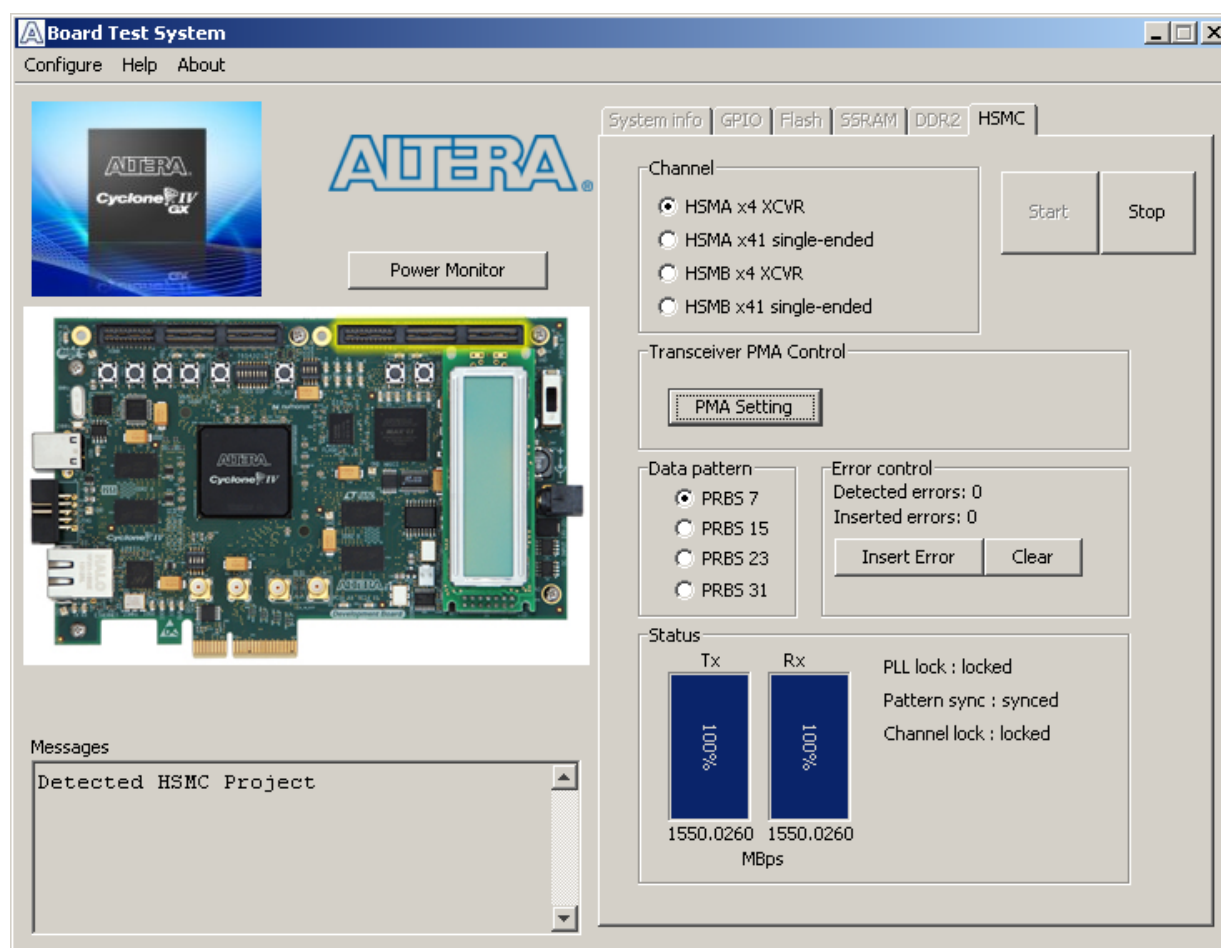 Board Test System
Configure Help About
ALTERA
Cyclone IV
GX
ALTERA®
Power Monitor
ALTERA
Cyclone IV
ALTERA
Development Board
Messages
Detected HSMC Project
System info GPIO Flash SSRAM DDR2 HSMC
Channel
HSMA x4 XCVR
HSMA x41 single-ended
HSMB x4 XCVR
HSMB x41 single-ended
Start Stop
Transceiver PMA Control
PMA Setting
Data pattern
PRBS 7
PRBS 15
PRBS 23
PRBS 31
Error control
Detected errors: 0
Inserted errors: 0
Insert Error Clear
Status
Tx Rx
100% 100%
1550.0260 1550.0260
MBps
PLL lock : locked
Pattern sync : synced
Channel lock : locked